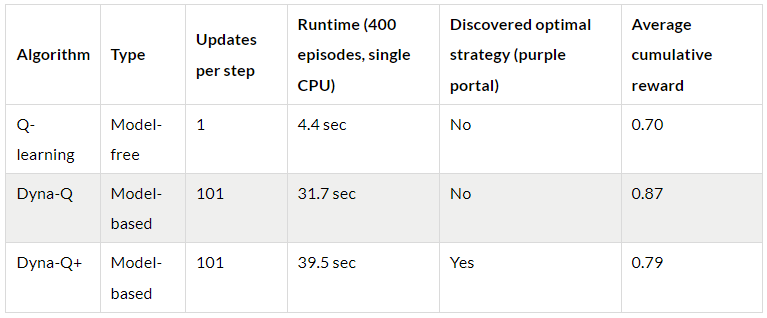 Algorithm Type Updates per step Runtime (400 episodes, single CPU) Discovered optimal strategy (purple portal) Average cumulative reward
Q-learning Model-free 1 4.4 sec No 0.70
Dyna-Q Model-based 101 31.7 sec No 0.87
Dyna-Q+ Model-based 101 39.5 sec Yes 0.79